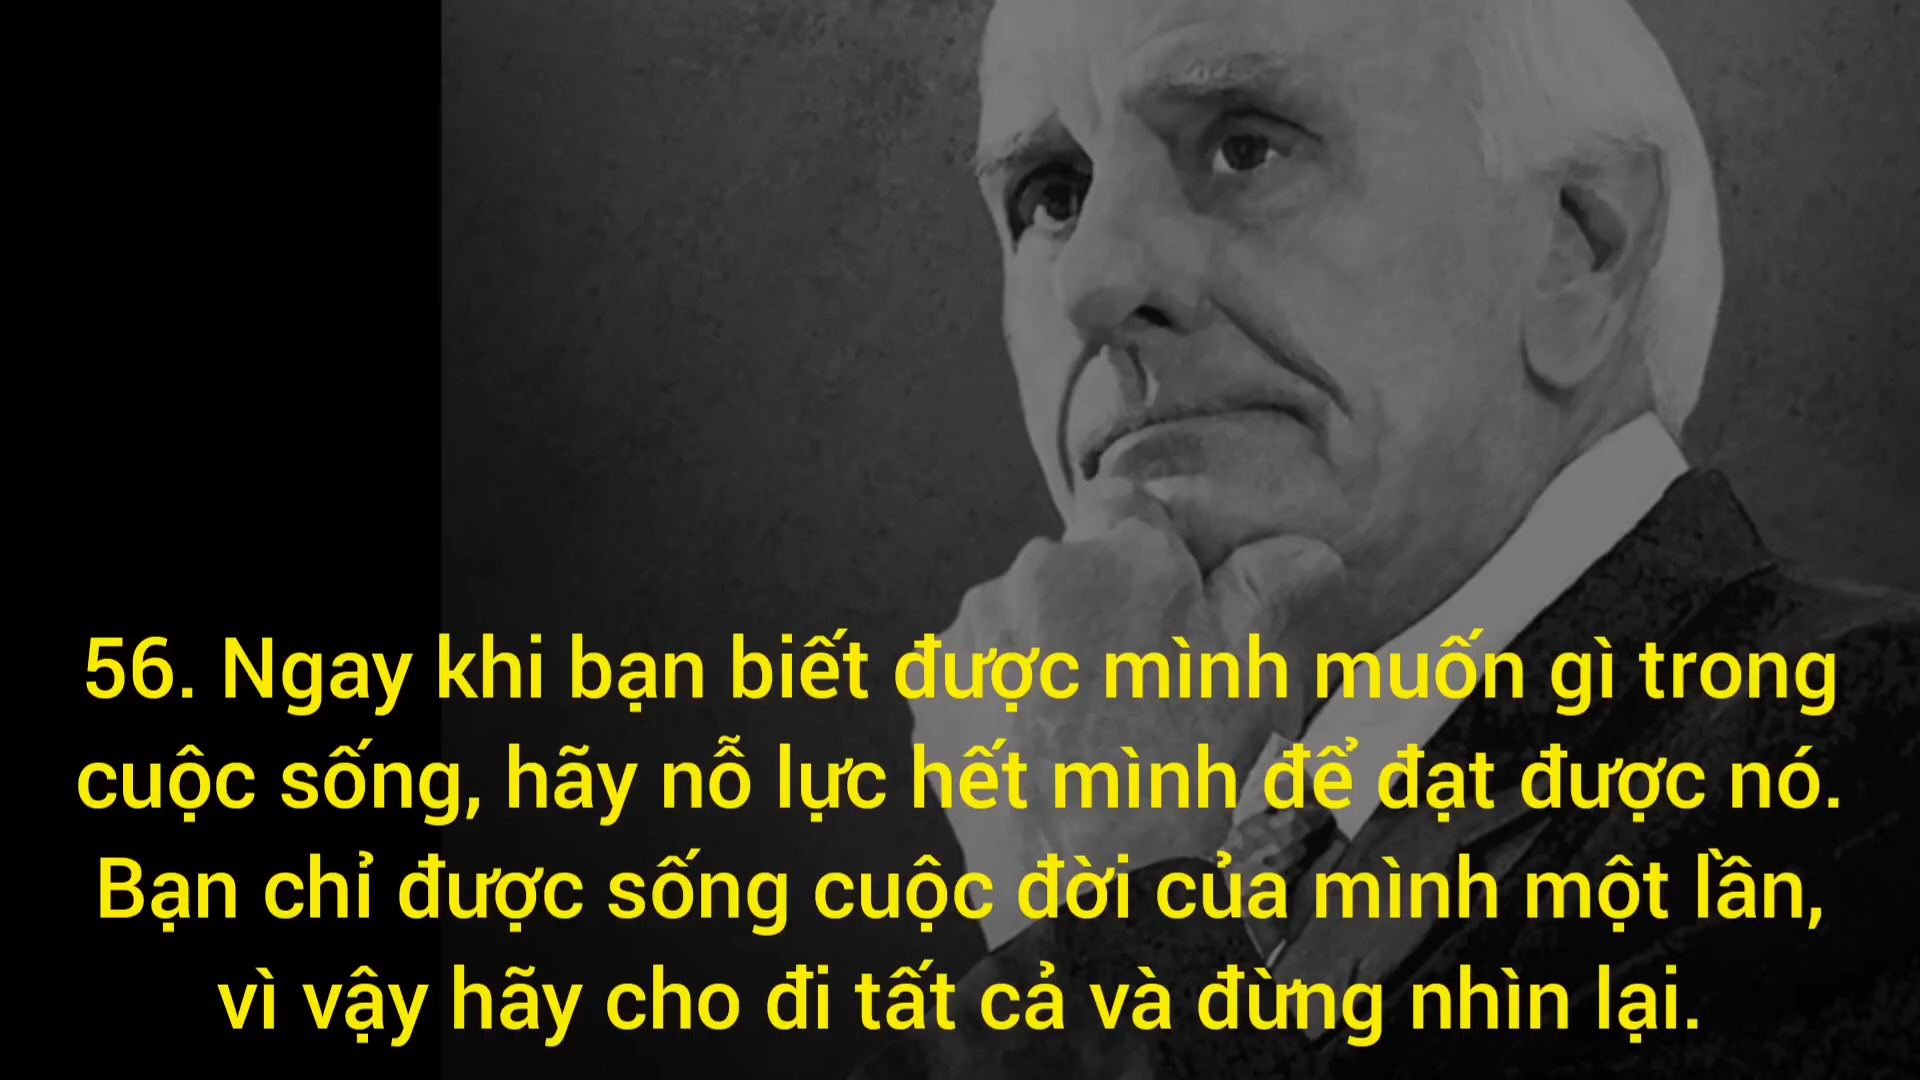 56. Ngay khi bạn biết được mình muốn gì trong
cuộc sống, hãy nỗ lực hết mình để đạt được nó.
Bạn chỉ được sống cuộc đời của mình một lần,
vì vậy hãy cho đi tất cả và đừng nhìn lại.